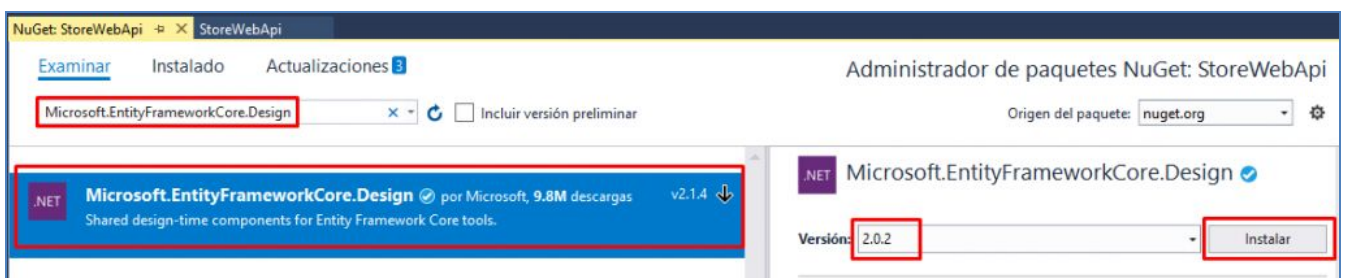 NuGet: StoreWebApi StoreWebApi
Examinar Instalado Actualizaciones 3
Administrador de paquetes NuGet: StoreWebApi
Microsoft.EntityFrameworkCore.Design Incluir versión preliminar
Origen del paquete: nuget.org
.NET Microsoft.EntityFrameworkCore.Design por Microsoft, 9.8M descargas v2.1.4
Shared design-time components for Entity Framework Core tools.
.NET Microsoft.EntityFrameworkCore.Design
Versión: 2.0.2 Instalar